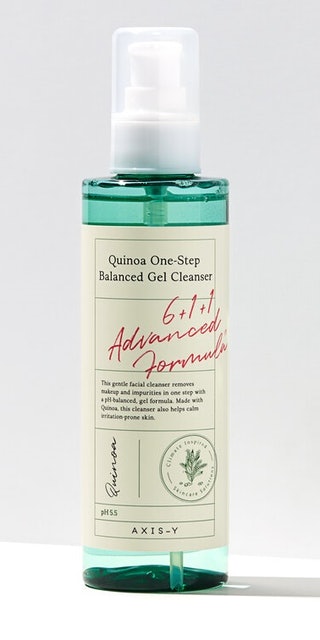 Quinoa One-Step
Balanced Gel Cleanser
6+1+1
Advanced
Formula
This gentle facial cleanser removes
makeup and impurities in one step with
a pH-balanced, gel formula. Made with
Quinoa, this cleanser also helps calm
irritation-prone skin.
Quinoa
Climate Inspired
Skincare Solutions
pH 5.5
AXIS-Y